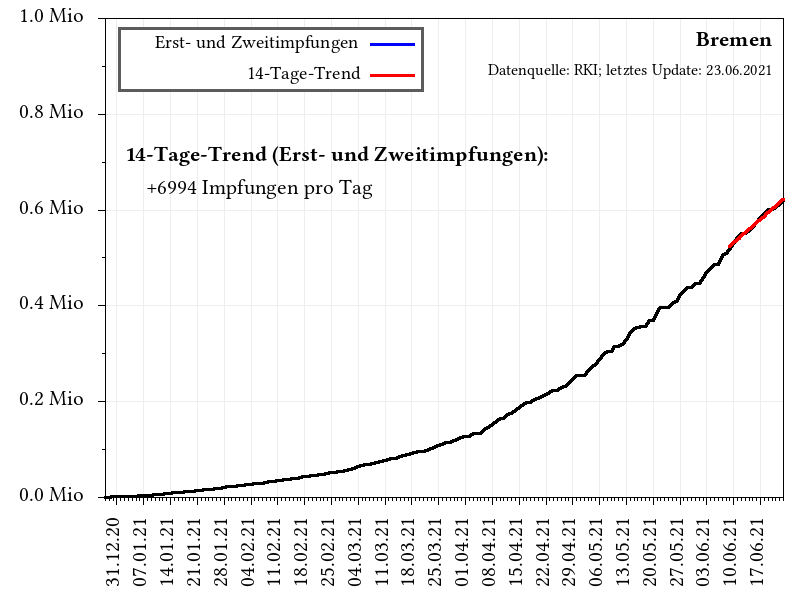 1.0 Mio
0.8 Mio
0.6 Mio
0.4 Mio
0.2 Mio
0.0 Mio
Erst- und Zweitimpfungen
14-Tage-Trend
Bremen
Datenquelle: RKI; letztes Update: 23.06.2021
14-Tage-Trend (Erst- und Zweitimpfungen):
+6994 Impfungen pro Tag
31.12.20
07.01.21
14.01.21
21.01.21
28.01.21
04.02.21
11.02.21
18.02.21
25.02.21
04.03.21
11.03.21
18.03.21
25.03.21
01.04.21
08.04.21
15.04.21
22.04.21
29.04.21
06.05.21
13.05.21
20.05.21
27.05.21
03.06.21
10.06.21
17.06.21